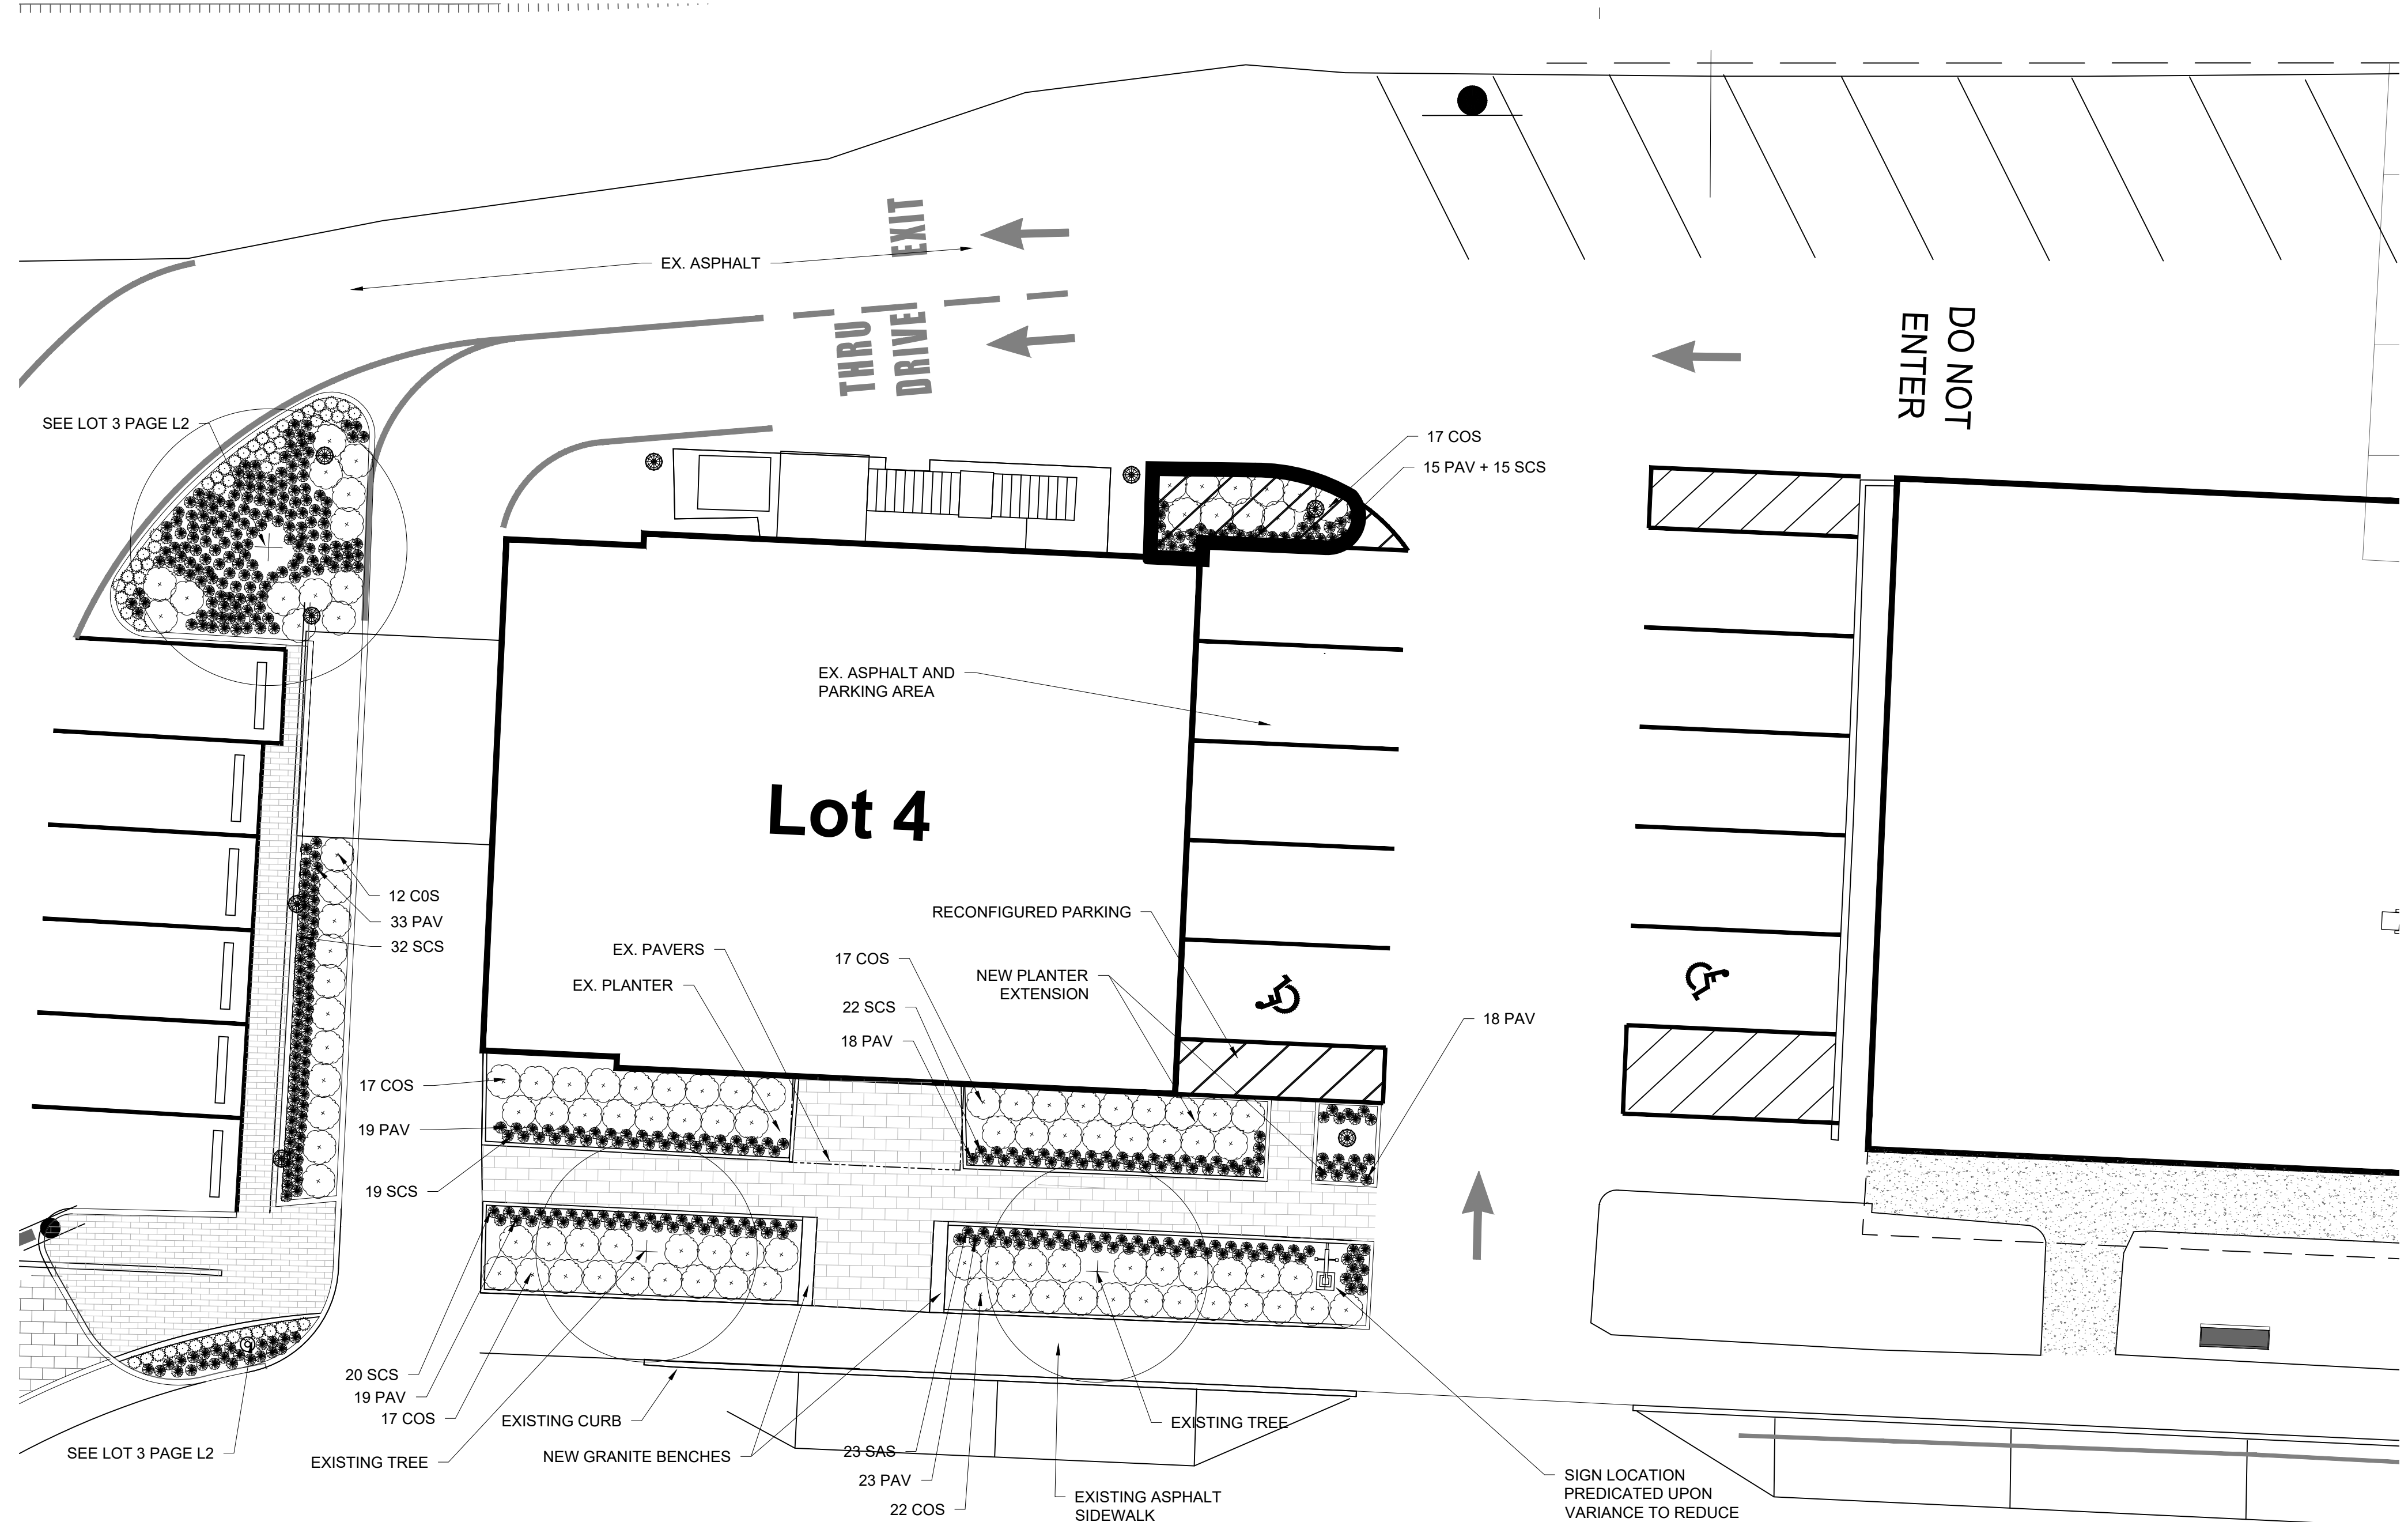 EXIT
EX. ASPHALT
THRU
DRIVE
DO NOT
ENTER
SEE LOT 3 PAGE L2
17 COS
15 PAV + 15 SCS
EX. ASPHALT AND
PARKING AREA
Lot 4
12 C0S
33 PAV
32 SCS
RECONFIGURED PARKING
EX. PAVERS
EX. PLANTER
17 COS
22 SCS
18 PAV
NEW PLANTER
EXTENSION
18 PAV
17 COS
19 PAV
19 SCS
20 SCS
19 PAV
17 COS
EXISTING CURB
EXISTING TREE
SEE LOT 3 PAGE L2
EXISTING TREE
NEW GRANITE BENCHES
23 SAS
23 PAV
22 COS
EXISTING ASPHALT
SIDEWALK
SIGN LOCATION
PREDICATED UPON
VARIANCE TO REDUCE